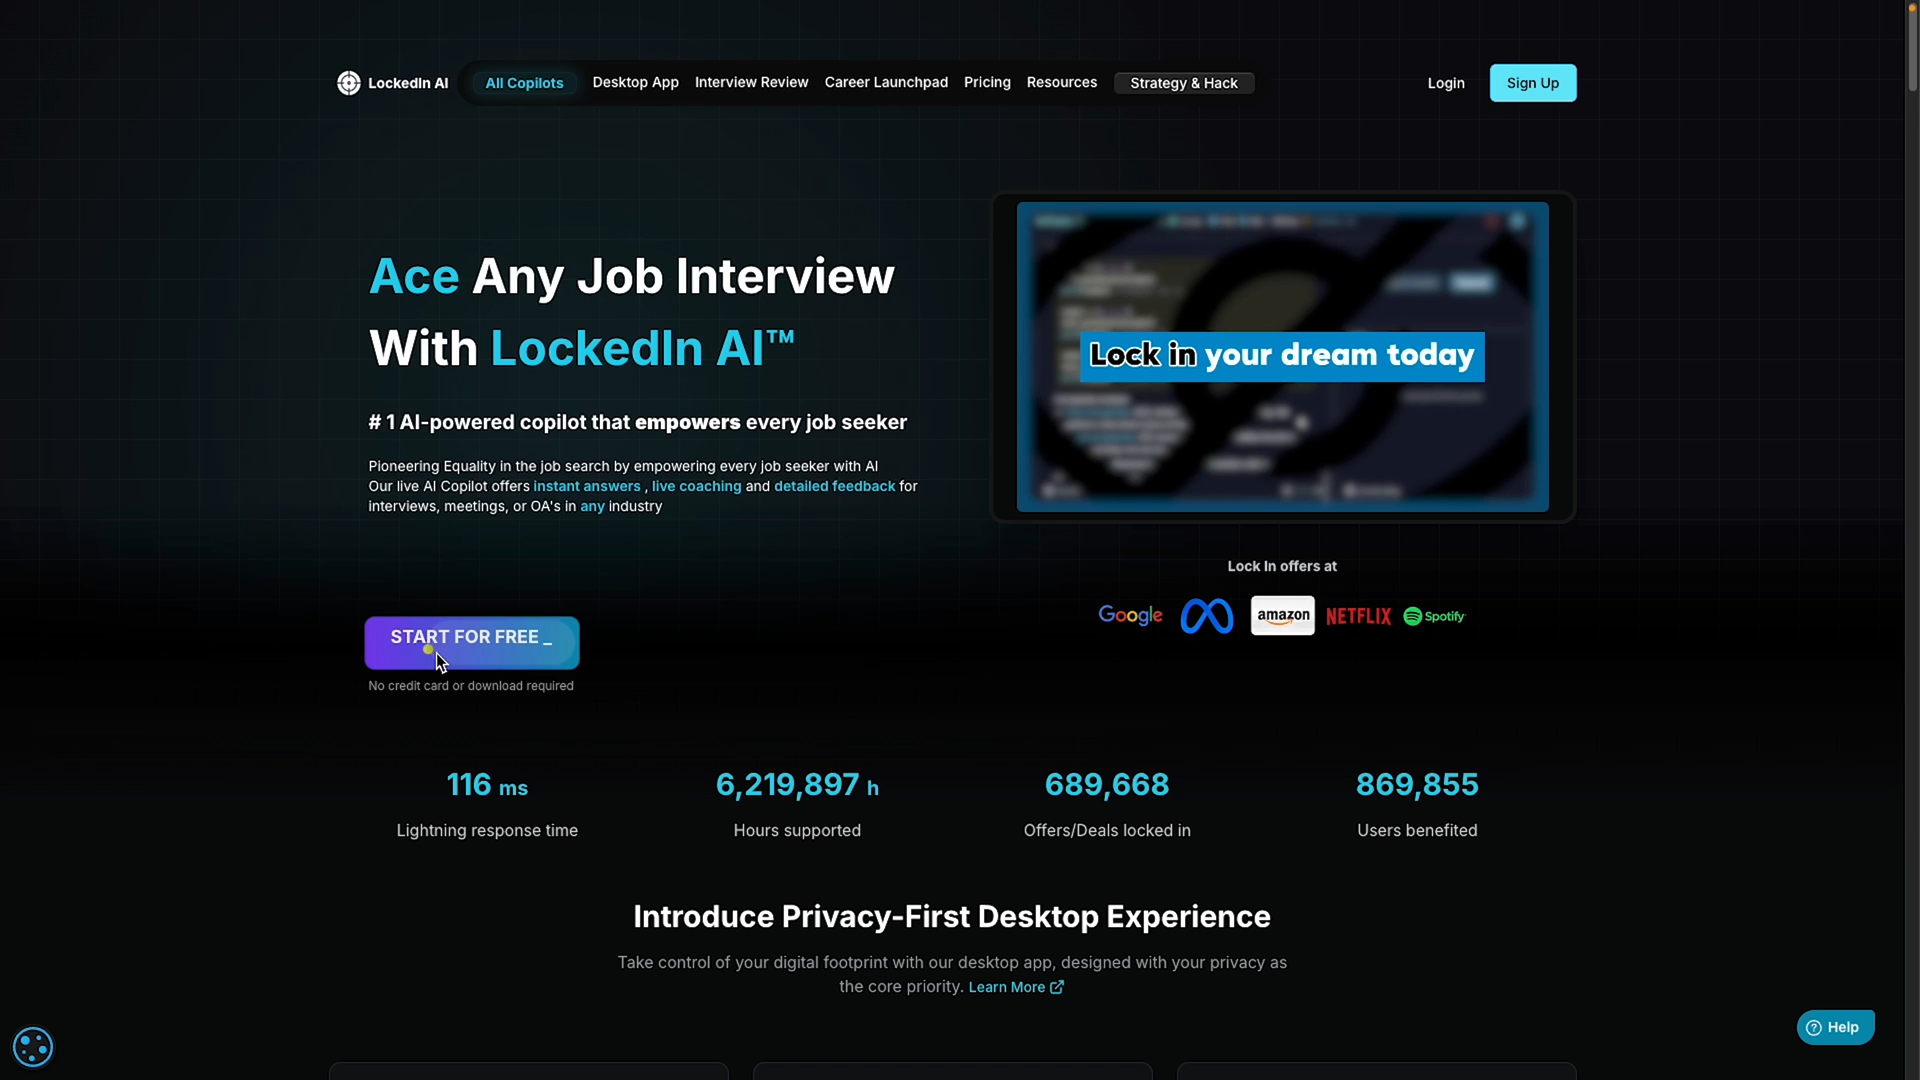 LockedIn AI
All Copilots
Desktop App
Interview Review
Career Launchpad
Pricing
Resources
Strategy & Hack
Login
Sign Up
Ace Any Job Interview
With LockedIn AI™
# 1 AI-powered copilot that empowers every job seeker
Pioneering Equality in the job search by empowering every job seeker with AI
Our live AI Copilot offers instant answers , live coaching and detailed feedback for
interviews, meetings, or OA's in any industry
START FOR FREE _
No credit card or download required
Lock in your dream today
Lock In offers at
Google
amazon
NETFLIX
Spotify
116 ms
Lightning response time
6,219,897 h
Hours supported
689,668
Offers/Deals locked in
869,855
Users benefited
Introduce Privacy-First Desktop Experience
Take control of your digital footprint with our desktop app, designed with your privacy as
the core priority. Learn More
Help